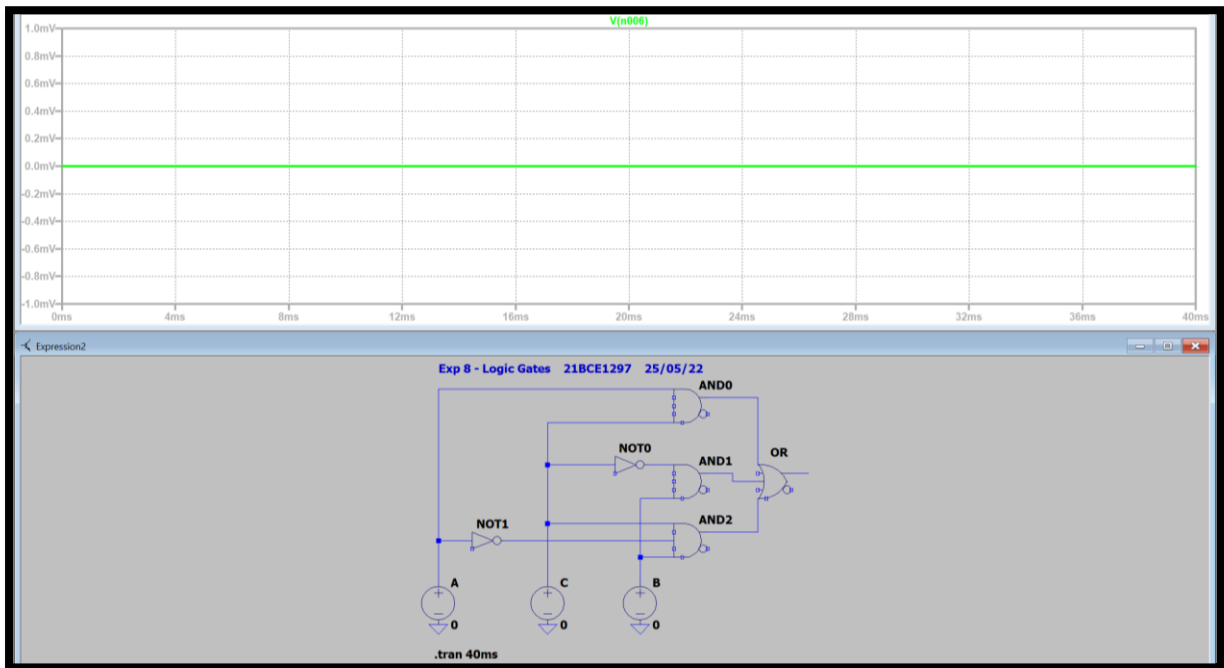 V(n006)
1.0mV
0.8mV
0.6mV
0.4mV
0.2mV
0.0mV
-0.2mV
-0.4mV
-0.6mV
-0.8mV
-1.0mV
0ms 4ms 8ms 12ms 16ms 20ms 24ms 28ms 32ms 36ms 40ms
Expression2
Exp 8 - Logic Gates 21BCE1297 25/05/22
AND0
NOT0 AND1 OR
NOT1 AND2
A C B
0 0 0
.tran 40ms